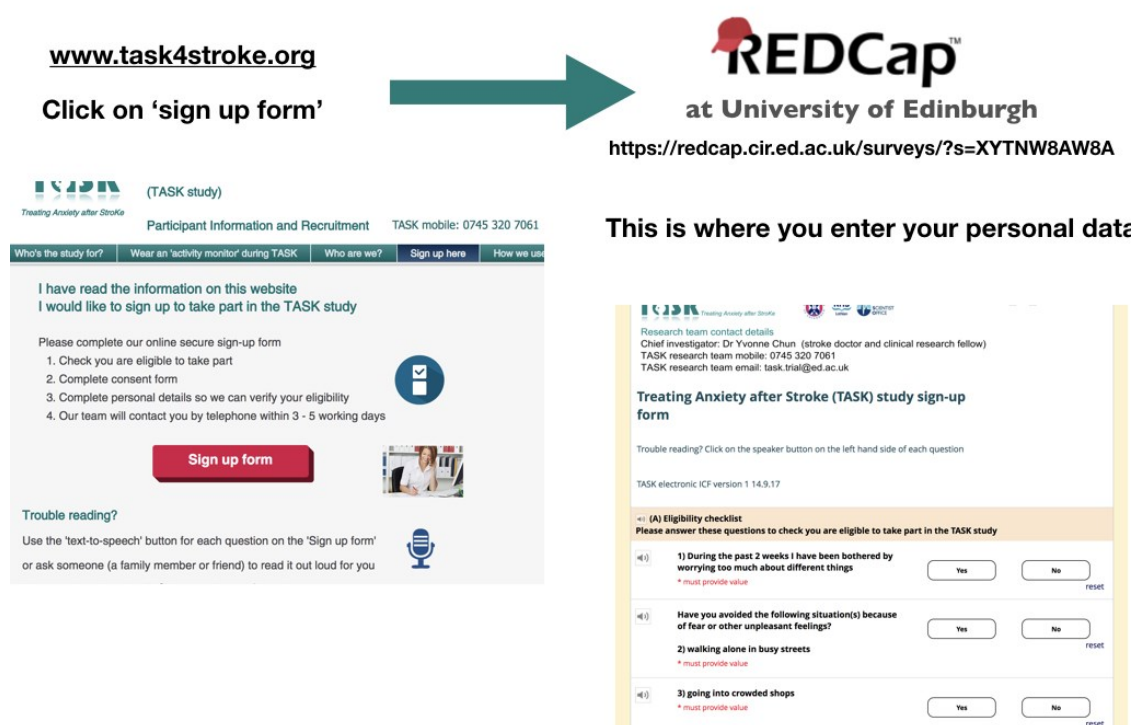 www.task4stroke.org
Click on ‘sign up form’
REDCap™
at University of Edinburgh
https://redcap.cir.ed.ac.uk/surveys/?s=XYTNW8AW8A
This is where you enter your personal data
TASK
Treating Anxiety after StroKe
(TASK study)
Participant Information and Recruitment
TASK mobile: 0745 320 7061
Who's the study for?
Wear an 'activity monitor' during TASK
Who are we?
Sign up here
How we use
I have read the information on this website
I would like to sign up to take part in the TASK study
Please complete our online secure sign-up form
1. Check you are eligible to take part
2. Complete consent form
3. Complete personal details so we can verify your eligibility
4. Our team will contact you by telephone within 3 - 5 working days
Sign up form
Trouble reading?
Use the 'text-to-speech' button for each question on the 'Sign up form'
or ask someone (a family member or friend) to read it out loud for you
TASK
Treating Anxiety after StroKe
Research team contact details
Chief investigator: Dr Yvonne Chun (stroke doctor and clinical research fellow)
TASK research team mobile: 0745 320 7061
TASK research team email: task.trial@ed.ac.uk
Treating Anxiety after Stroke (TASK) study sign-up
form
Trouble reading? Click on the speaker button on the left hand side of each question
TASK electronic ICF version 1 14.9.17
(A) Eligibility checklist
Please answer these questions to check you are eligible to take part in the TASK study
1) During the past 2 weeks I have been bothered by
worrying too much about different things
* must provide value
Yes
No
reset
Have you avoided the following situation(s) because
of fear or other unpleasant feelings?
2) walking alone in busy streets
* must provide value
Yes
No
reset
3) going into crowded shops
* must provide value
Yes
No
reset